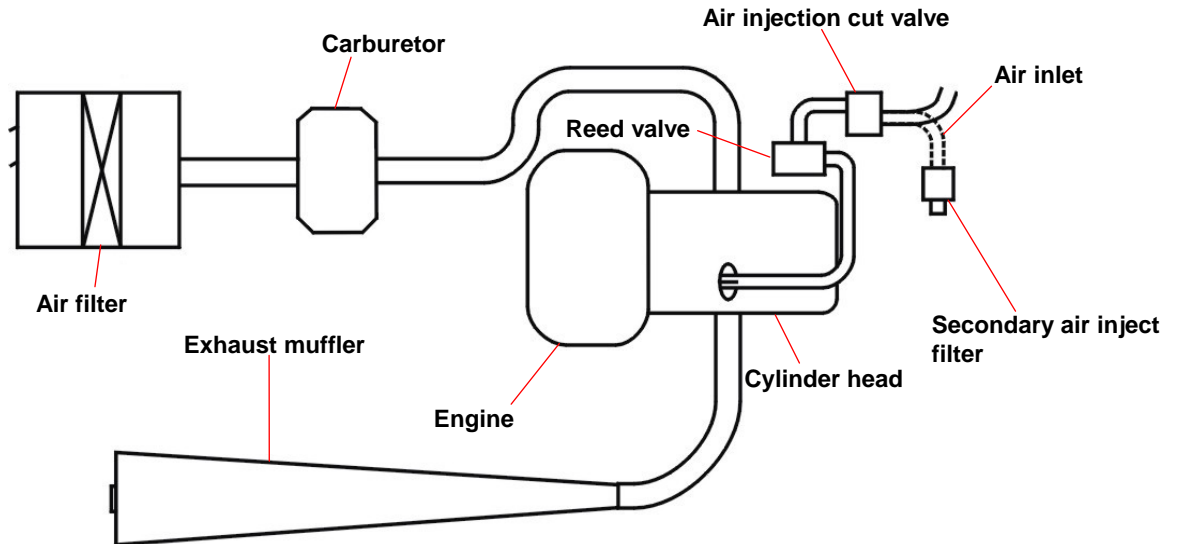 Air injection cut valve
Carburetor
Air inlet
Reed valve
Air filter
Secondary air inject
filter
Exhaust muffler
Cylinder head
Engine